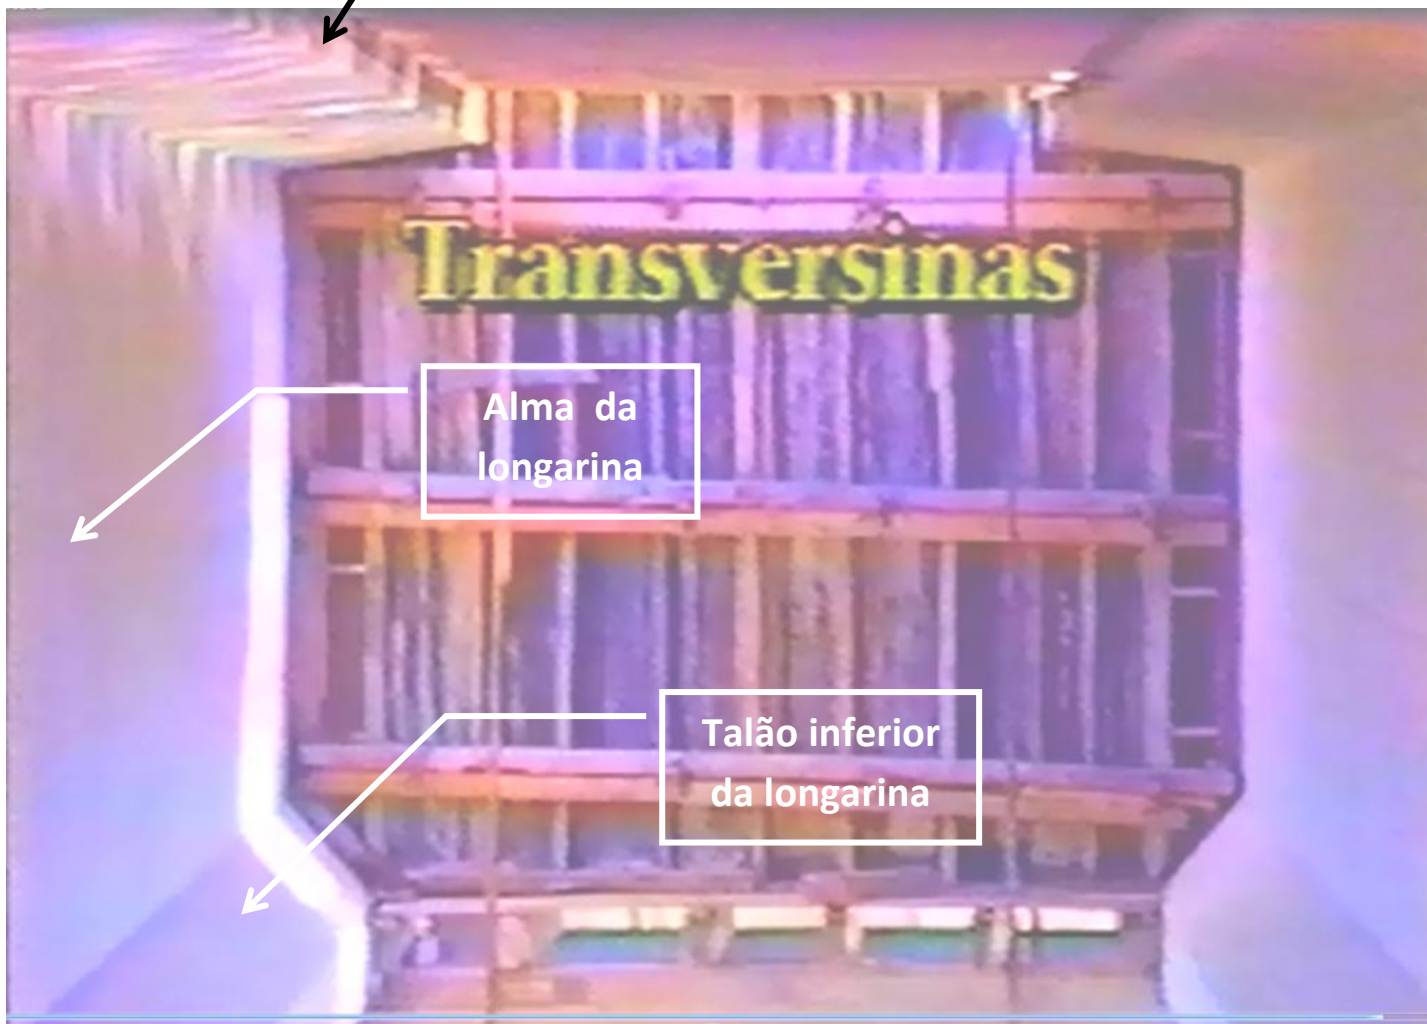 Transversinas
Alma da
longarina
Talão inferior
da longarina